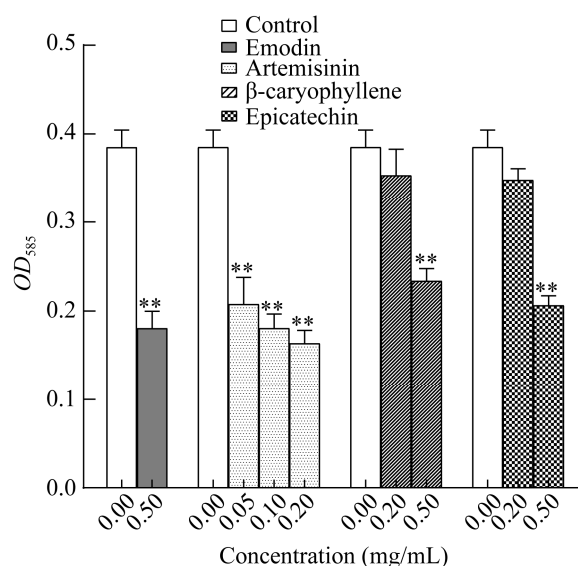 Control
Emodin
Artemisinin
β-caryophyllene
Epicatechin
0.5
0.4
0.3
0.2
0.1
0.0
OD585
**
**
**
**
**
**
0.00 0.50 0.00 0.05 0.10 0.20 0.00 0.20 0.50 0.00 0.20 0.50
Concentration (mg/mL)